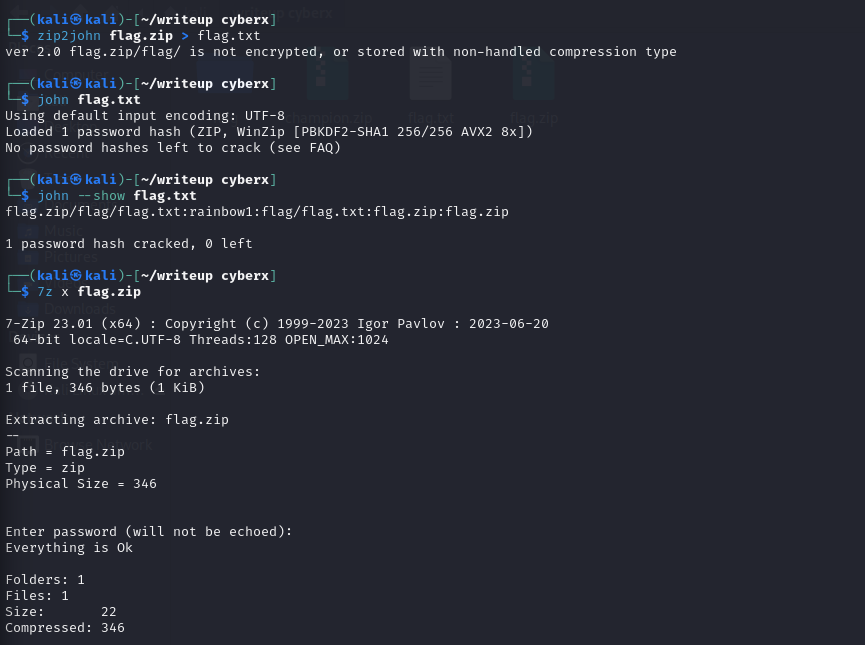 ┌──(kali㉿kali)-[~/writeup cyberx]
└─$ zip2john flag.zip > flag.txt
ver 2.0 flag.zip/flag/ is not encrypted, or stored with non-handled compression type
┌──(kali㉿kali)-[~/writeup cyberx]
└─$ john flag.txt
Using default input encoding: UTF-8
Loaded 1 password hash (ZIP, WinZip [PBKDF2-SHA1 256/256 AVX2 8x])
No password hashes left to crack (see FAQ)
┌──(kali㉿kali)-[~/writeup cyberx]
└─$ john --show flag.txt
flag.zip/flag/flag.txt:rainbow1:flag/flag.txt:flag.zip:flag.zip
1 password hash cracked, 0 left
┌──(kali㉿kali)-[~/writeup cyberx]
└─$ 7z x flag.zip
7-Zip 23.01 (x64) : Copyright (c) 1999-2023 Igor Pavlov : 2023-06-20
64-bit locale=C.UTF-8 Threads:128 OPEN_MAX:1024
Scanning the drive for archives:
1 file, 346 bytes (1 KiB)
Extracting archive: flag.zip
--
Path = flag.zip
Type = zip
Physical Size = 346
Enter password (will not be echoed):
Everything is Ok
Folders: 1
Files: 1
Size:       22
Compressed: 346